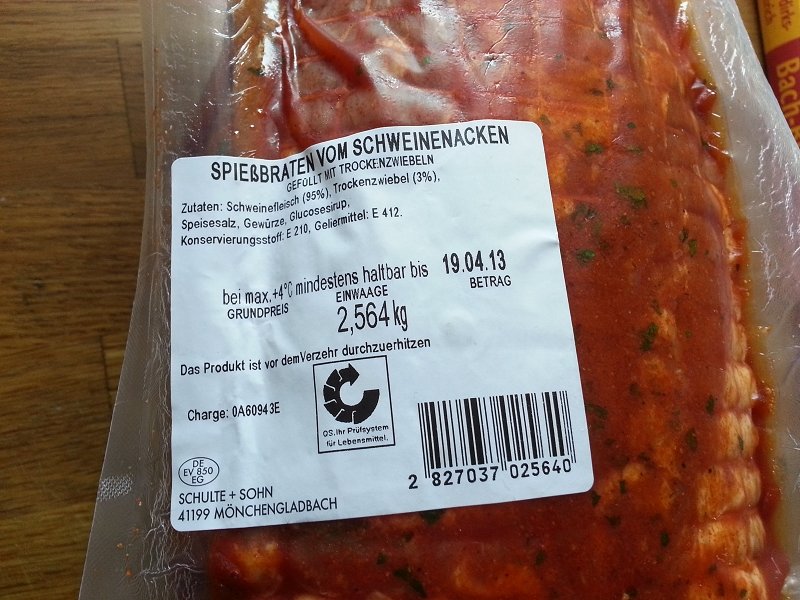 SPIEßBRATEN VOM SCHWEINENACKEN
GEFÜLLT MIT TROCKENZWIEBELN
Zutaten: Schweinefleisch (95%), Trockenzwiebel (3%),
Speisesalz, Gewürze, Glucosesirup,
Konservierungsstoff: E 210, Geliermittel: E 412.
bei max.+4°C mindestens haltbar bis 19.04.13
GRUNDPREIS EINWAAGE BETRAG
2,564 kg
Das Produkt ist vor dem Verzehr durchzuerhitzen
Charge: 0A60943E
QS. Ihr Prüfsystem
für Lebensmittel.
DE
EV 850
EG
SCHULTE + SOHN
41199 MÖNCHENGLADBACH
2 827037 025640
Bach-